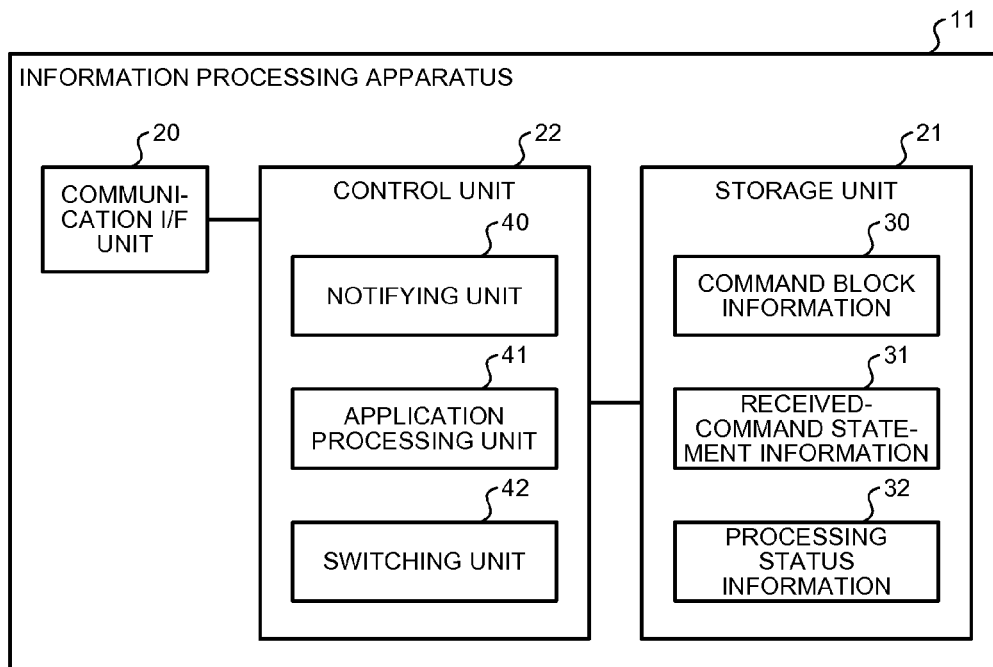 11
INFORMATION PROCESSING APPARATUS
20
COMMUNI-
CATION I/F
UNIT
22
CONTROL UNIT
40
NOTIFYING UNIT
41
APPLICATION
PROCESSING UNIT
42
SWITCHING UNIT
21
STORAGE UNIT
30
COMMAND BLOCK
INFORMATION
31
RECEIVED-
COMMAND STATE-
MENT INFORMATION
32
PROCESSING
STATUS
INFORMATION